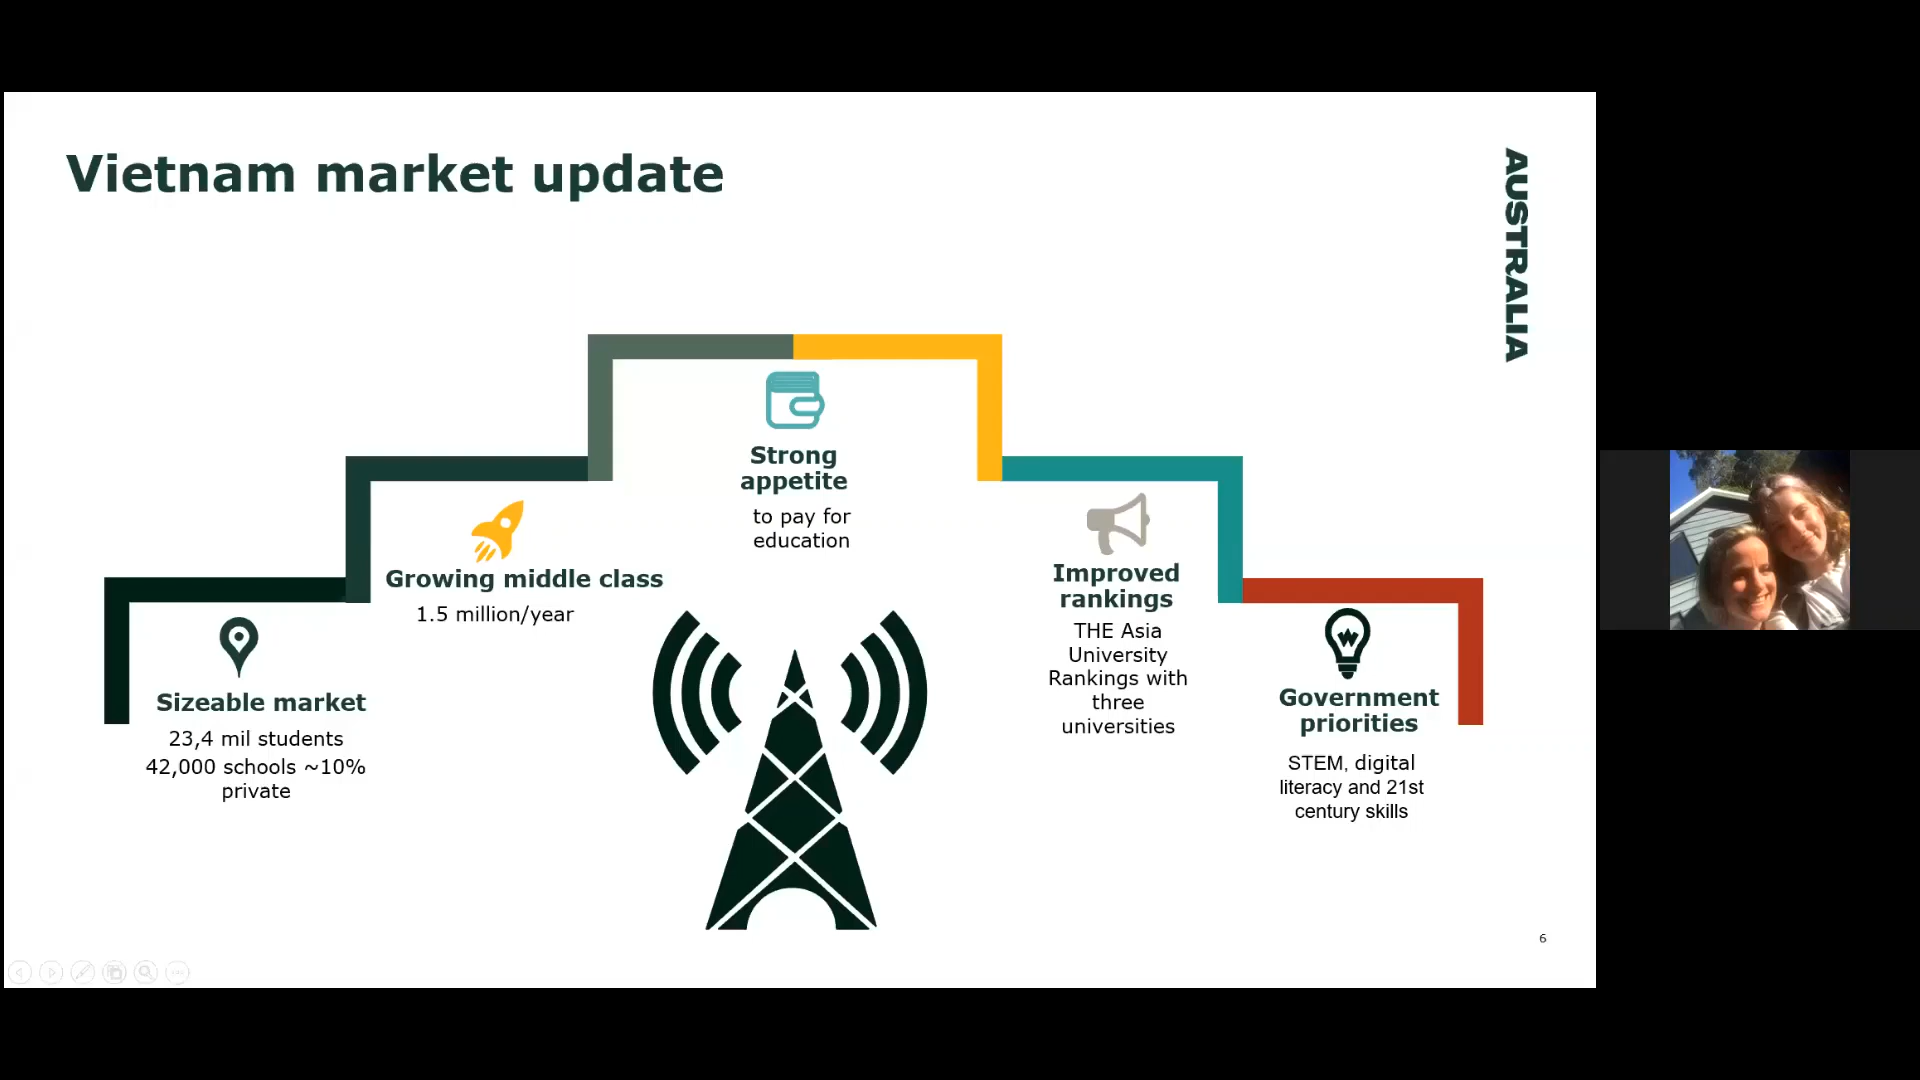 Vietnam market update
AUSTRALIA
Strong
appetite
to pay for
education
Growing middle class
1.5 million/year
Improved
rankings
THE Asia
University
Rankings with
three
universities
Sizeable market
23,4 mil students
42,000 schools ~10%
private
Government
priorities
STEM, digital
literacy and 21st
century skills
6